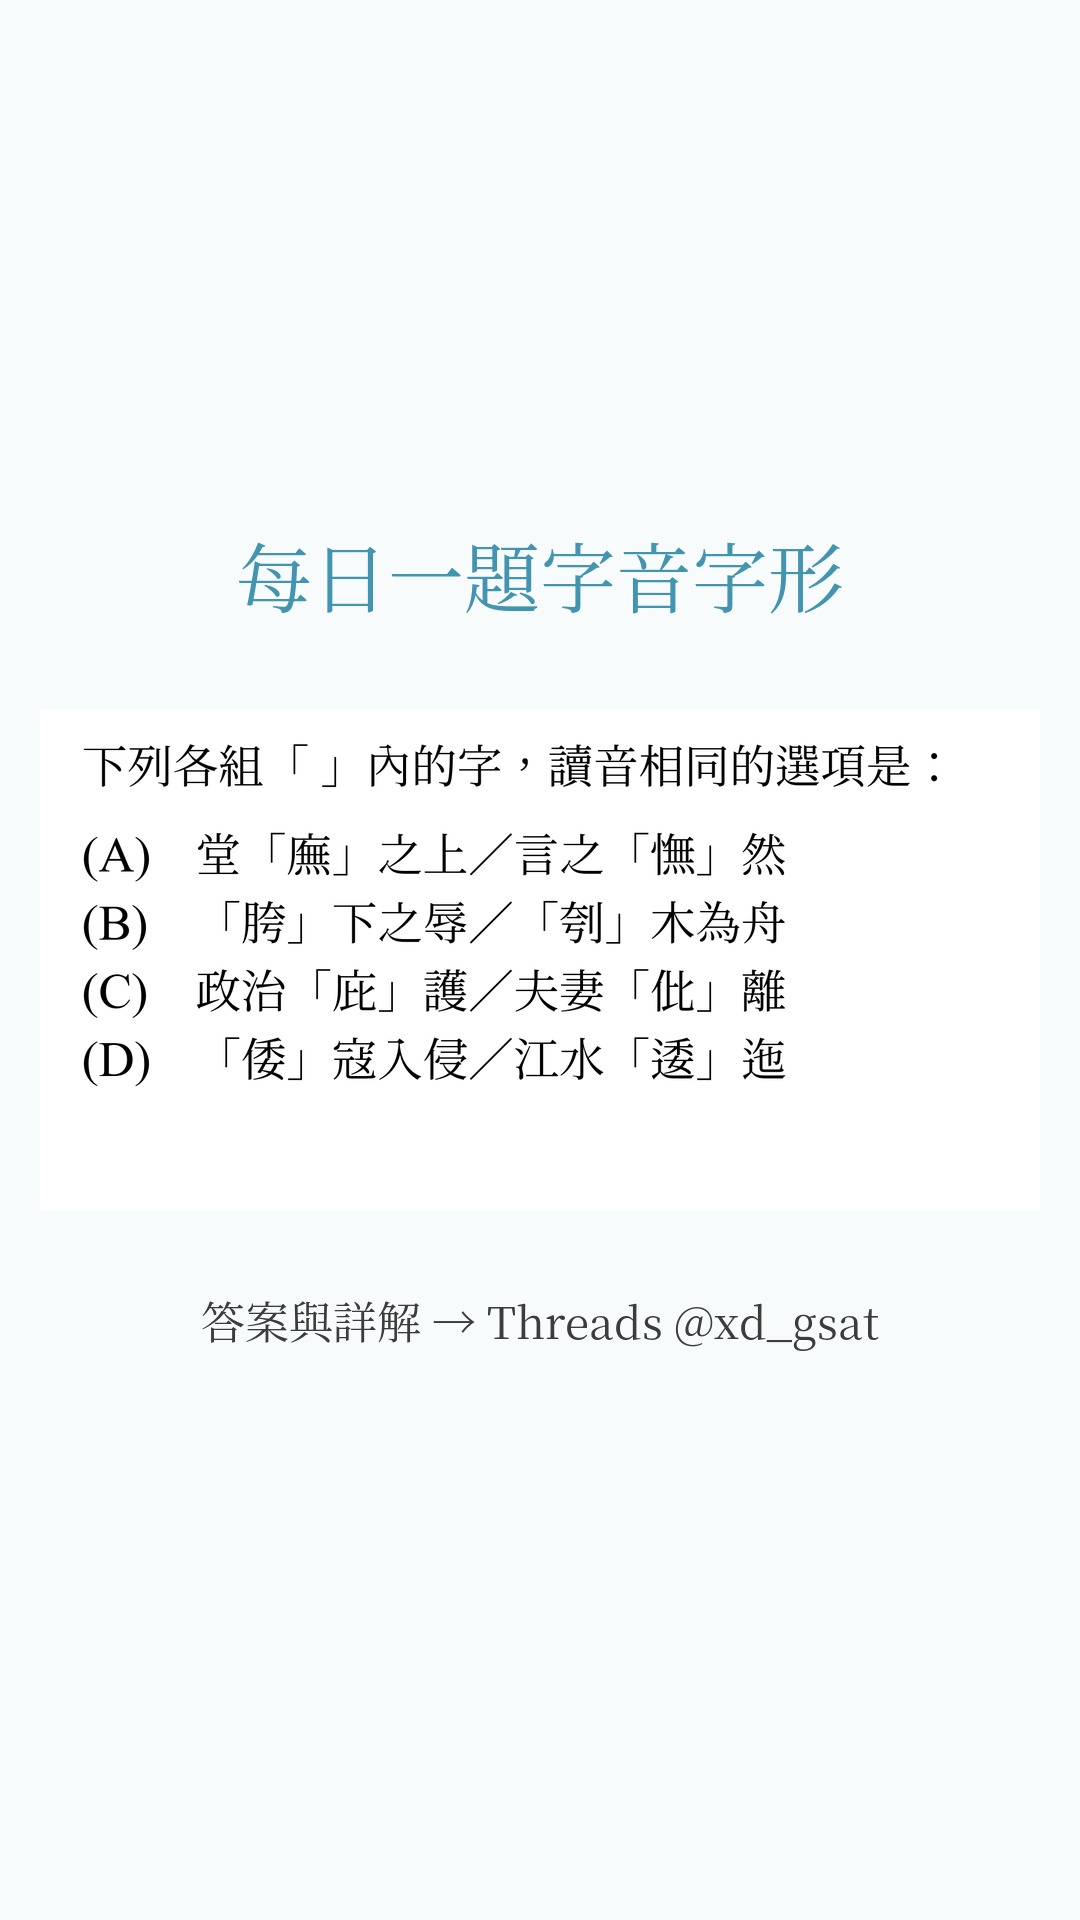 每日一題字音字形
下列各組「 」內的字，讀音相同的選項是：
(A) 堂「廡」之上／言之「憮」然
(B) 「胯」下之辱／「刳」木為舟
(C) 政治「庇」護／夫妻「仳」離
(D) 「倭」寇入侵／江水「逶」迤
答案與詳解 → Threads @xd_gsat